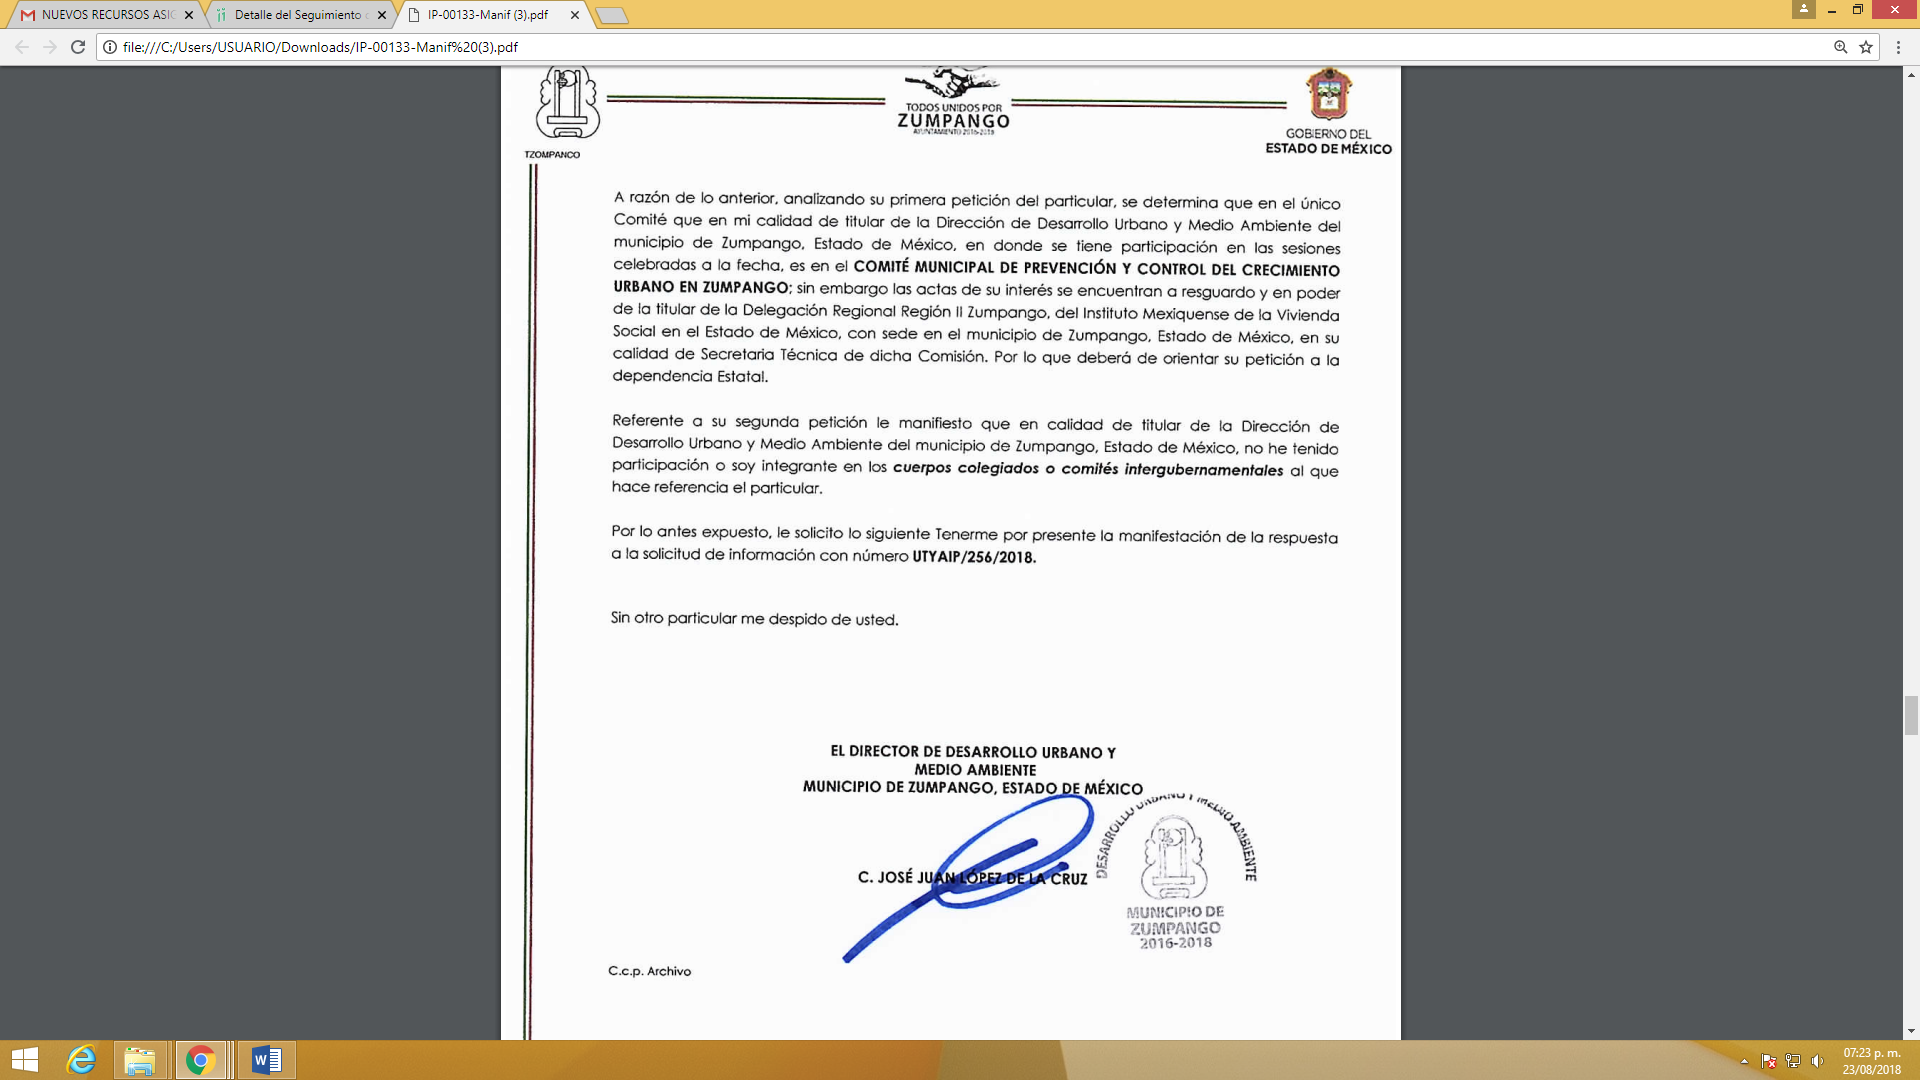 NUEVOS RECURSOS ASI
Detalle del Seguimiento
IP-00133-Manif (3).pdf
file:///C:/Users/USUARIO/Downloads/IP-00133-Manif%20(3).pdf
TZOMPANCO
TODOS UNIDOS POR
ZUMPANGO
AYUNTAMIENTO 2016-2018
GOBIERNO DEL
ESTADO DE MÉXICO
A razón de lo anterior, analizando su primera petición del particular, se determina que en el único
Comité que en mi calidad de titular de la Dirección de Desarrollo Urbano y Medio Ambiente del
municipio de Zumpango, Estado de México, en donde se tiene participación en las sesiones
celebradas a la fecha, es en el COMITÉ MUNICIPAL DE PREVENCIÓN Y CONTROL DEL CRECIMIENTO
URBANO EN ZUMPANGO; sin embargo las actas de su interés se encuentran a resguardo y en poder
de la titular de la Delegación Regional Región II Zumpango, del Instituto Mexiquense de la Vivienda
Social en el Estado de México, con sede en el municipio de Zumpango, Estado de México, en su
calidad de Secretaria Técnica de dicha Comisión. Por lo que deberá de orientar su petición a la
dependencia Estatal.
Referente a su segunda petición le manifiesto que en calidad de titular de la Dirección de
Desarrollo Urbano y Medio Ambiente del municipio de Zumpango, Estado de México, no he tenido
participación o soy integrante en los cuerpos colegiados o comités intergubernamentales al que
hace referencia el particular.
Por lo antes expuesto, le solicito lo siguiente Tenerme por presente la manifestación de la respuesta
a la solicitud de información con número UTYAIP/256/2018.
Sin otro particular me despido de usted.
EL DIRECTOR DE DESARROLLO URBANO Y
MEDIO AMBIENTE
MUNICIPIO DE ZUMPANGO, ESTADO DE MÉXICO
C. JOSÉ JUAN LÓPEZ DE LA CRUZ
DESARROLLO URBANO Y MEDIO AMBIENTE
MUNICIPIO DE
ZUMPANGO
2016-2018
C.c.p. Archivo
07:23 p. m.
23/08/2018